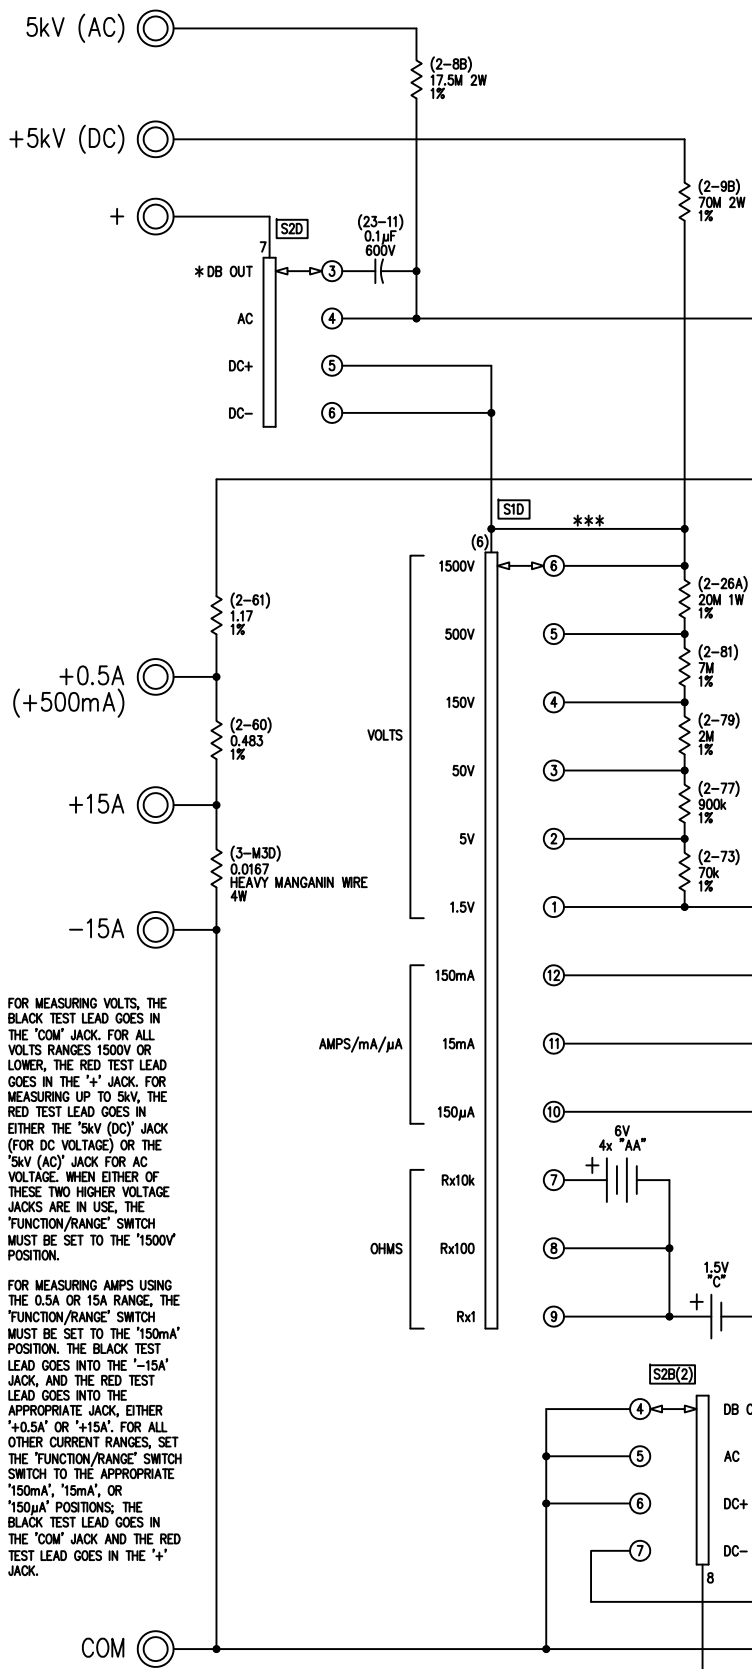 5kV (AC)
(2-8B)
17.5M 2W
1%
+5kV (DC)
(2-9B)
70M 2W
1%
+
S2D
7
(23-11)
0.1µF
600V
*DB OUT
3
AC
4
DC+
5
DC-
6
S1D
***
(6)
1500V
6
(2-26A)
20M 1W
1%
500V
5
(2-81)
7M
1%
150V
4
(2-79)
2M
1%
50V
3
(2-77)
900k
1%
5V
2
(2-73)
70k
1%
1.5V
1
VOLTS
(2-61)
1.17
1%
+0.5A
(+500mA)
(2-60)
0.483
1%
+15A
(3-M3D)
0.0167
HEAVY MANGANIN WIRE
4W
-15A
150mA
12
AMPS/mA/µA
15mA
11
150µA
10
6V
4x "AA"
+
Rx10k
7
OHMS
Rx100
8
Rx1
9
1.5V
"C"
+
FOR MEASURING VOLTS, THE
BLACK TEST LEAD GOES IN
THE 'COM' JACK. FOR ALL
VOLTS RANGES 1500V OR
LOWER, THE RED TEST LEAD
GOES IN THE '+' JACK. FOR
MEASURING UP TO 5kV, THE
RED TEST LEAD GOES IN
EITHER THE '5kV (DC)' JACK
(FOR DC VOLTAGE) OR THE
'5kV (AC)' JACK FOR AC
VOLTAGE. WHEN EITHER OF
THESE TWO HIGHER VOLTAGE
JACKS ARE IN USE, THE
'FUNCTION/RANGE' SWITCH
MUST BE SET TO THE '1500V'
POSITION.
FOR MEASURING AMPS USING
THE 0.5A OR 15A RANGE, THE
'FUNCTION/RANGE' SWITCH
MUST BE SET TO THE '150mA'
POSITION. THE BLACK TEST
LEAD GOES INTO THE '-15A'
JACK, AND THE RED TEST
LEAD GOES INTO THE
APPROPRIATE JACK, EITHER
'+0.5A' OR '+15A'. FOR ALL
OTHER CURRENT RANGES, SET
THE 'FUNCTION/RANGE' SWITCH
SWITCH TO THE APPROPRIATE
'150mA', '15mA', OR
'150µA' POSITIONS; THE
BLACK TEST LEAD GOES IN
THE 'COM' JACK AND THE RED
TEST LEAD GOES IN THE '+'
JACK.
S2B(2)
4
DB
5
AC
6
DC+
7
DC-
8
COM